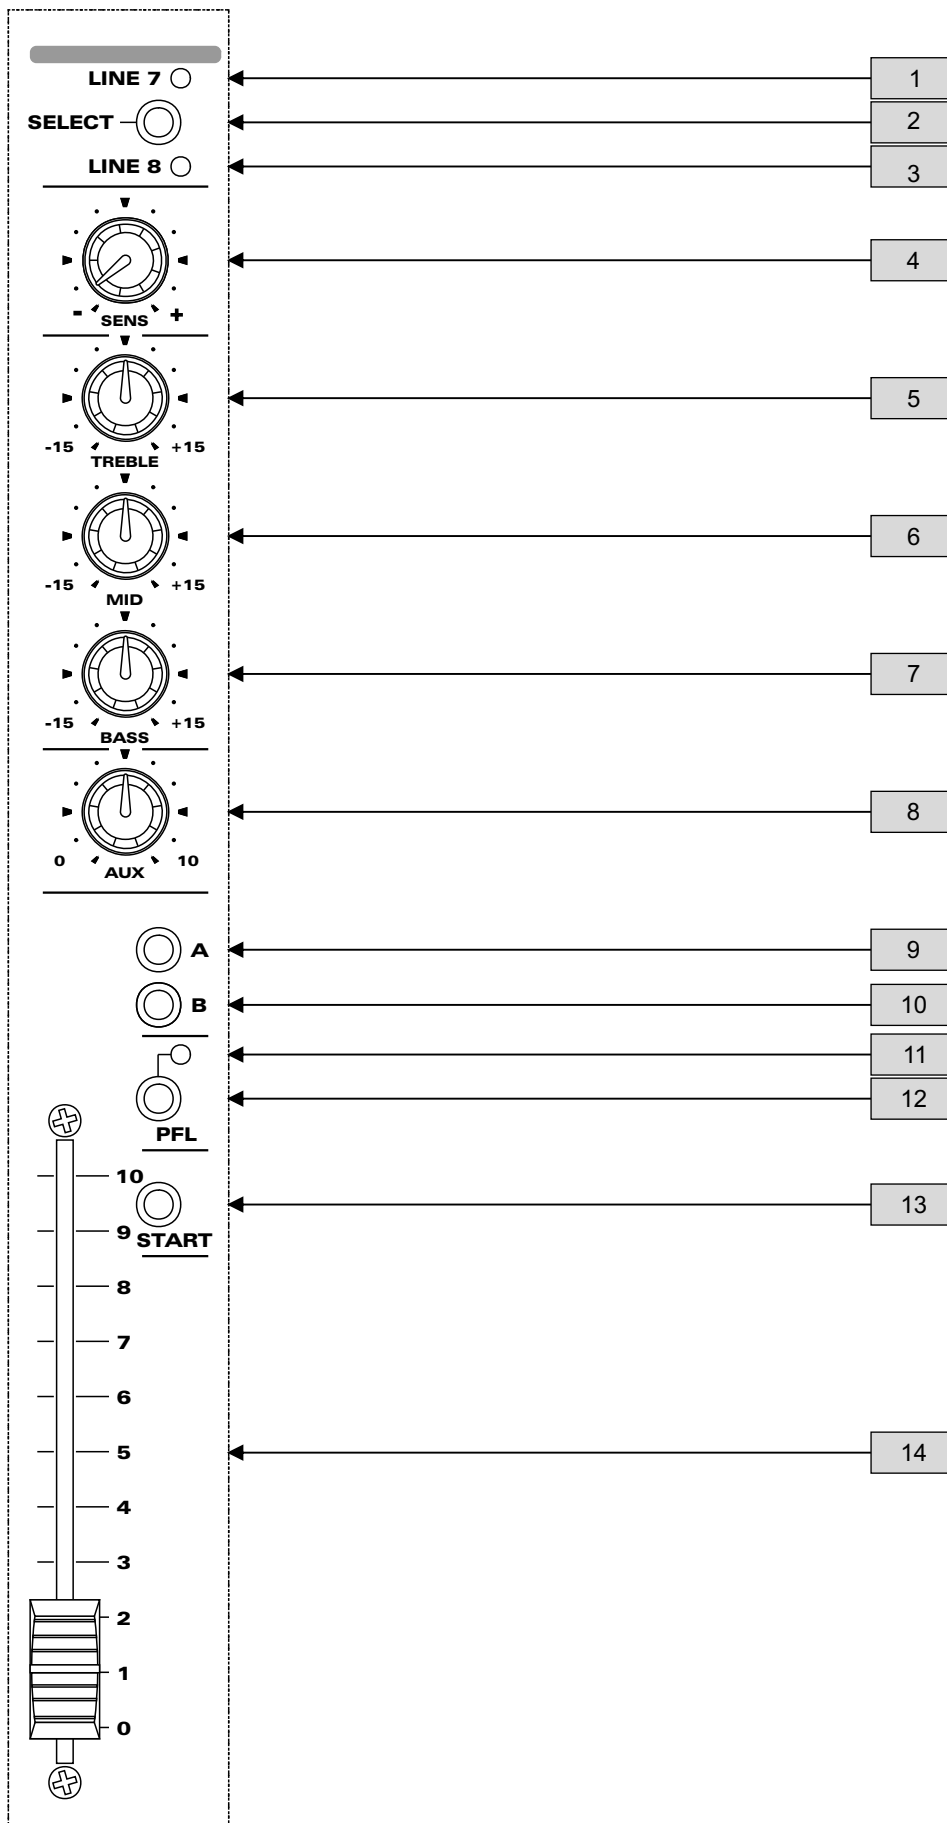 LINE 7 1
SELECT 2
LINE 8 3
4
- SENS +
5
-15 TREBLE +15
6
-15 MID +15
7
-15 BASS +15
8
0 AUX 10
A 9
B 10
11
12
PFL
10
13
9 START
8
7
6
5 14
4
3
2
1
0